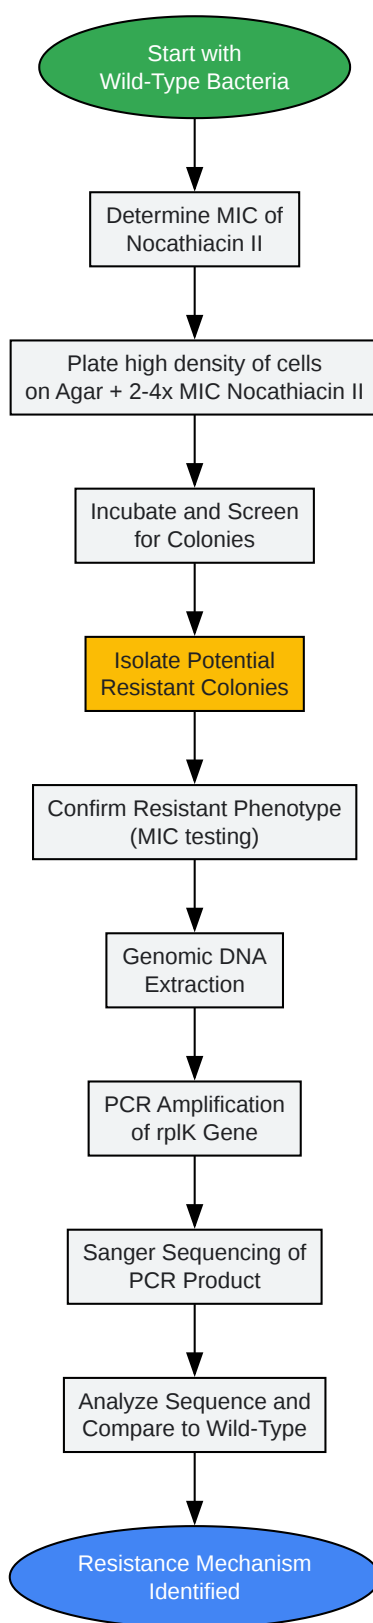 Start with
Wild-Type Bacteria
Determine MIC of
Nocathiacin II
Plate high density of cells
on Agar + 2-4x MIC Nocathiacin II
Incubate and Screen
for Colonies
Isolate Potential
Resistant Colonies
Confirm Resistant Phenotype
(MIC testing)
Genomic DNA
Extraction
PCR Amplification
of rplK Gene
Sanger Sequencing of
PCR Product
Analyze Sequence and
Compare to Wild-Type
Resistance Mechanism
Identified